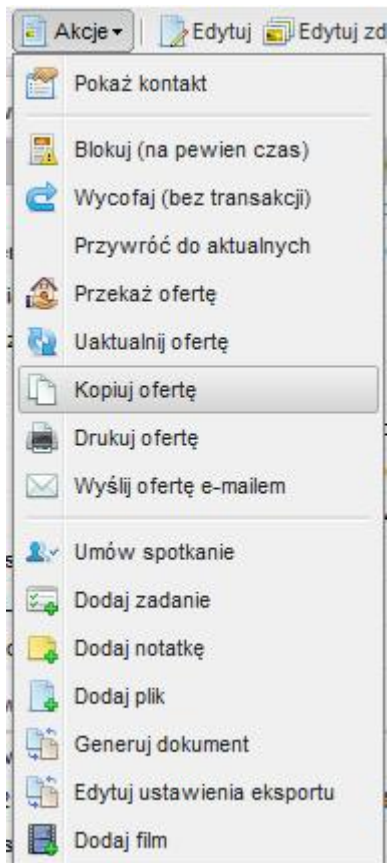 Akcje Edytuj Edytuj zd
Pokaż kontakt
Blokuj (na pewien czas)
Wycofaj (bez transakcji)
Przywróć do aktualnych
Przekaż ofertę
Uaktualnij ofertę
Kopiuj ofertę
Drukuj ofertę
Wyślij ofertę e-mailem
Umów spotkanie
Dodaj zadanie
Dodaj notatkę
Dodaj plik
Generuj dokument
Edytuj ustawienia eksportu
Dodaj film